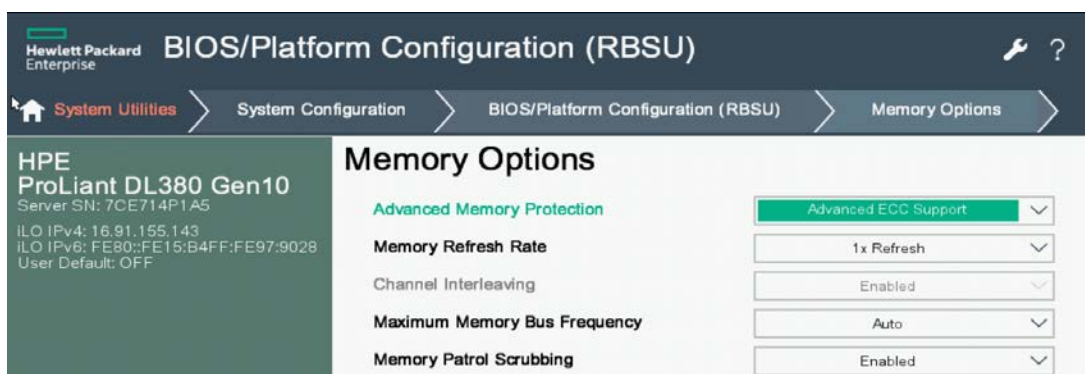 Hewlett Packard
Enterprise
BIOS/Platform Configuration (RBSU)
?
System Utilities
System Configuration
BIOS/Platform Configuration (RBSU)
Memory Options
HPE
ProLiant DL380 Gen10
Server SN: 7CE714P1A5
iLO IPv4: 16.91.155.143
iLO IPv6: FE80::FE15:B4FF:FE97:9028
User Default: OFF
Memory Options
Advanced Memory Protection
Advanced ECC Support
Memory Refresh Rate
1x Refresh
Channel Interleaving
Enabled
Maximum Memory Bus Frequency
Auto
Memory Patrol Scrubbing
Enabled